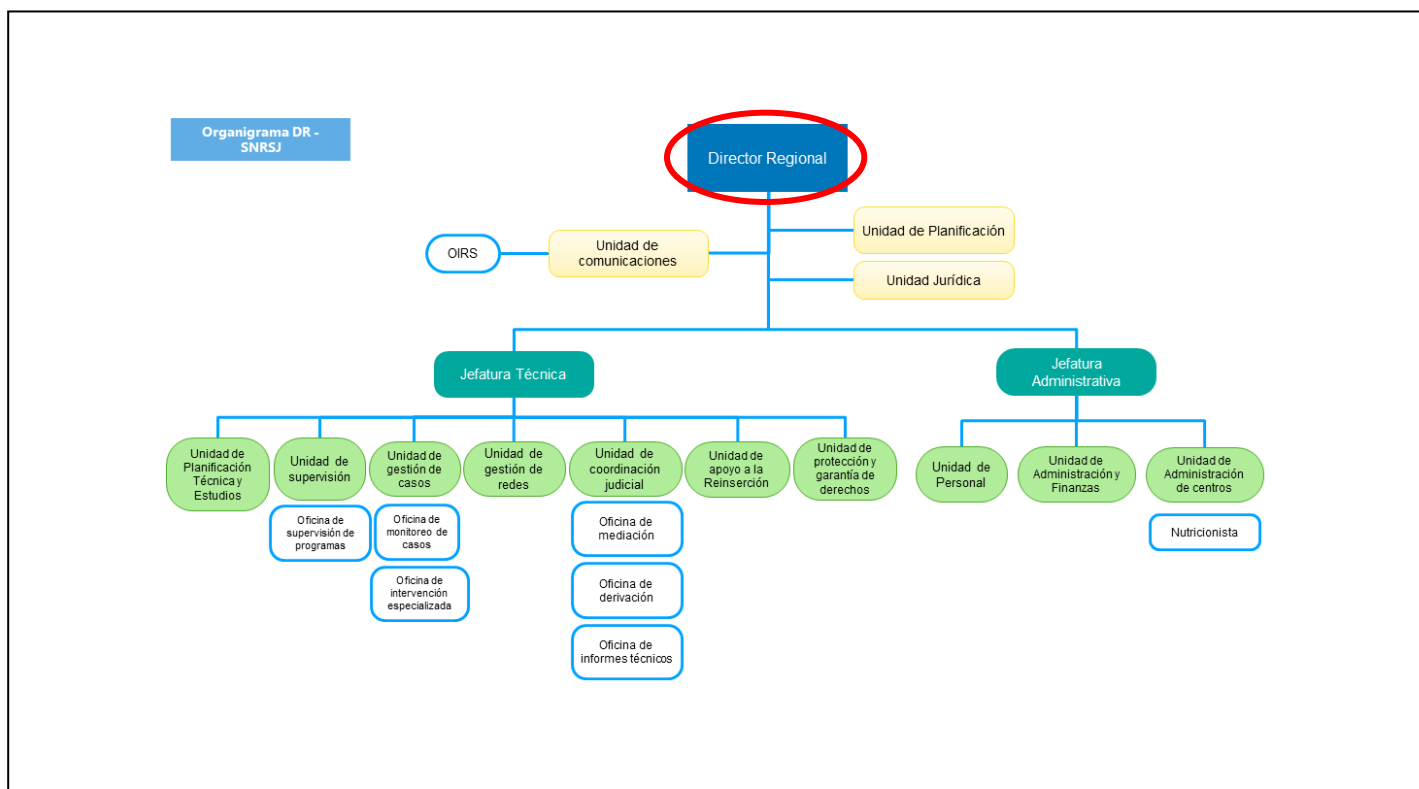 Organigrama DR -
SNRSJ
Director Regional
Unidad de Planificación
OIRS
Unidad de
comunicaciones
Unidad Jurídica
Jefatura Técnica
Jefatura
Administrativa
Unidad de
Planificación
Técnica y
Estudios
Unidad de
supervisión
Unidad de
gestión de
casos
Unidad de
gestión de
redes
Unidad de
coordinación
judicial
Unidad de
apoyo a la
Reinserción
Unidad de
protección y
garantía de
derechos
Unidad de
Personal
Unidad de
Administración y
Finanzas
Unidad de
Administración
de centros
Oficina de
supervisión de
programas
Oficina de
monitoreo de
casos
Oficina de
mediación
Nutricionista
Oficina de
intervención
especializada
Oficina de
derivación
Oficina de
informes técnicos